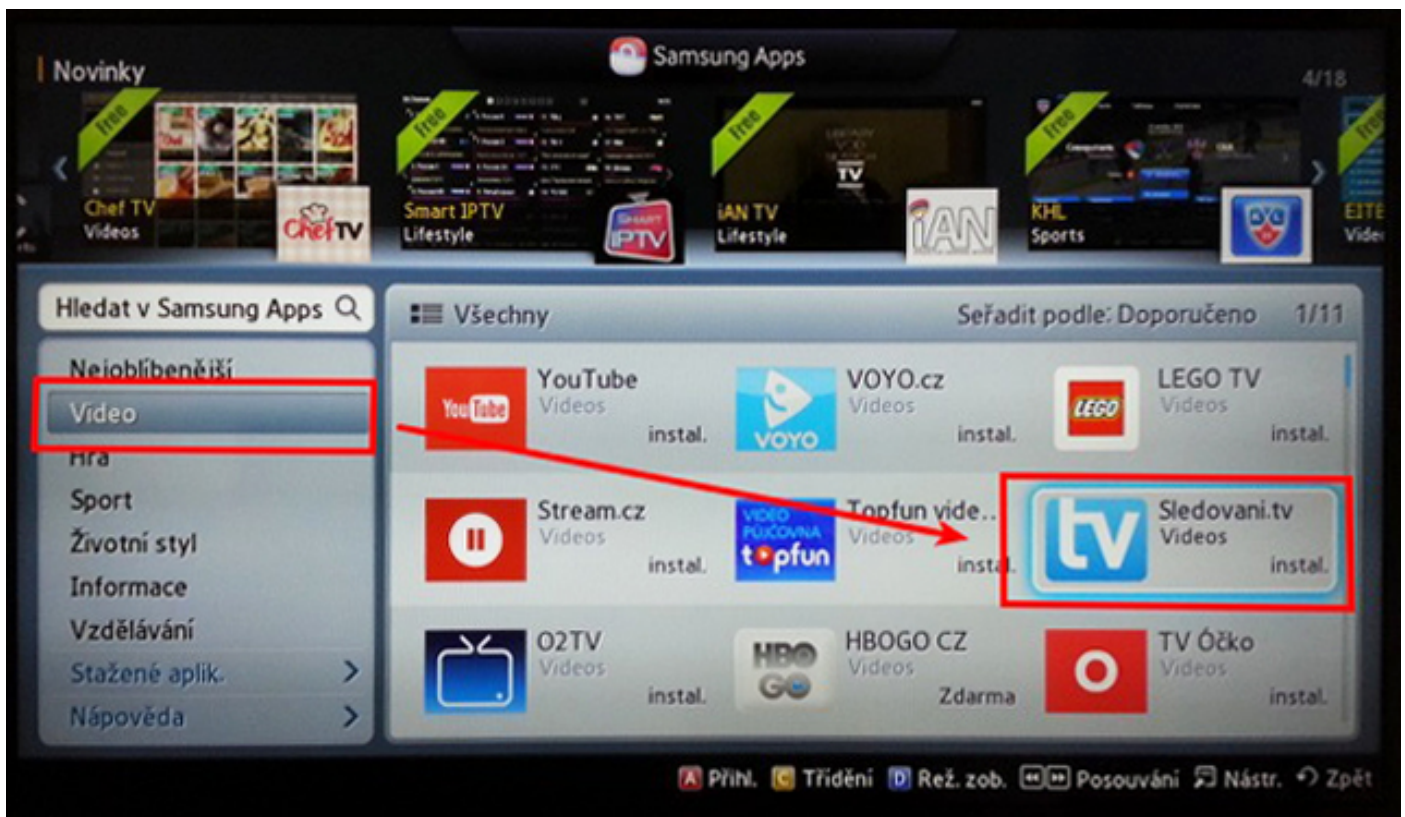 Samsung Apps
Novinky
4/18
Free
Free
Free
Free
Free
Chef TV
Videos
ChefTV
Smart IPTV
Lifestyle
SMART
IPTV
TV
iAN TV
Lifestyle
iAN
KHL
Sports
EITB
Hledat v Samsung Apps
Všechny
Seřadit podle: Doporučeno 1/11
Nejoblíbenější
Video
Hra
Sport
Životní styl
Informace
Vzdělávání
Stažené aplik.
Nápověda
You Tube
YouTube
Videos
instal.
VOYO
VOYO.cz
Videos
instal.
LEGO
LEGO TV
Videos
instal.
Stream.cz
Videos
instal.
VIDEO
PŮJČOVNA
topfun
Topfun vide..
Videos
instal.
tv
Sledovani.tv
Videos
instal.
O2TV
Videos
instal.
HBO
GO
HBOGO CZ
Videos
Zdarma
TV Óčko
Videos
instal.
A Přihl. C Třídění D Rež. zob. Posouvání Nástr. Zpět